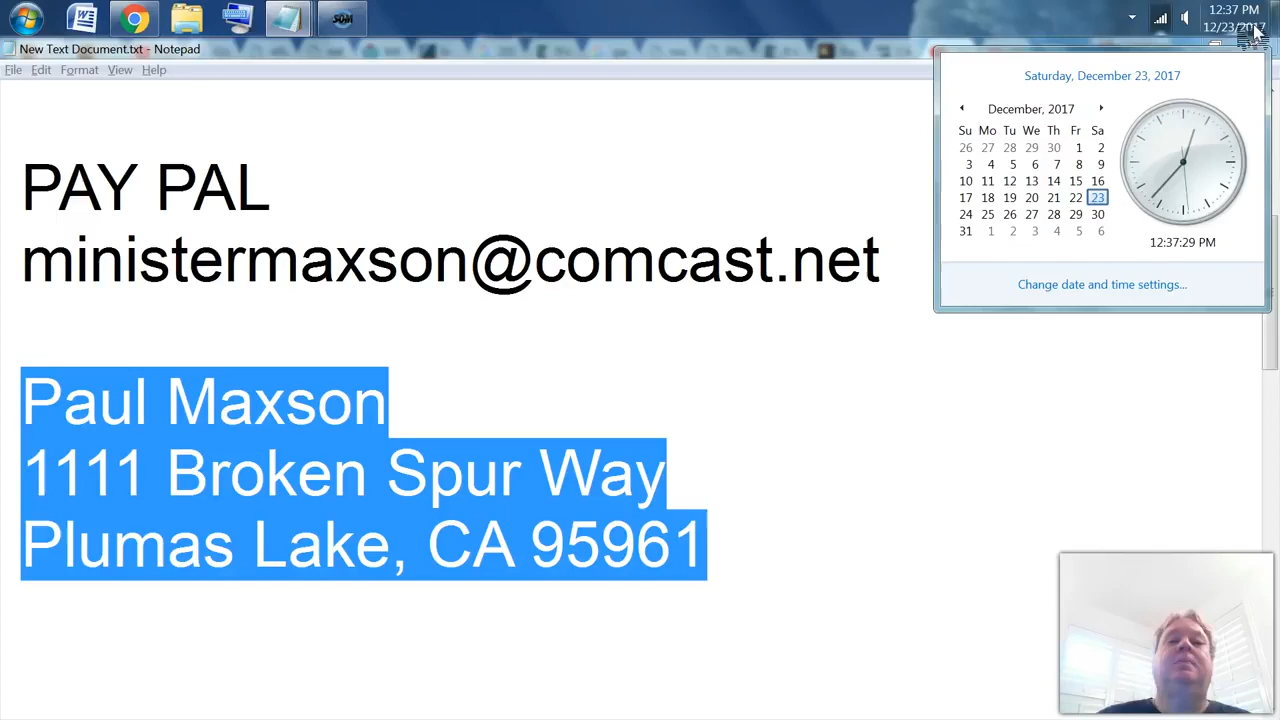 12:37 PM
12/23/2017
New Text Document.txt - Notepad
File Edit Format View Help
PAY PAL
ministermaxson@comcast.net
Paul Maxson
1111 Broken Spur Way
Plumas Lake, CA 95961
Saturday, December 23, 2017
December, 2017
Su Mo Tu We Th Fr Sa
26 27 28 29 30 1 2
3 4 5 6 7 8 9
10 11 12 13 14 15 16
17 18 19 20 21 22 23
24 25 26 27 28 29 30
31 1 2 3 4 5 6
12:37:29 PM
Change date and time settings...